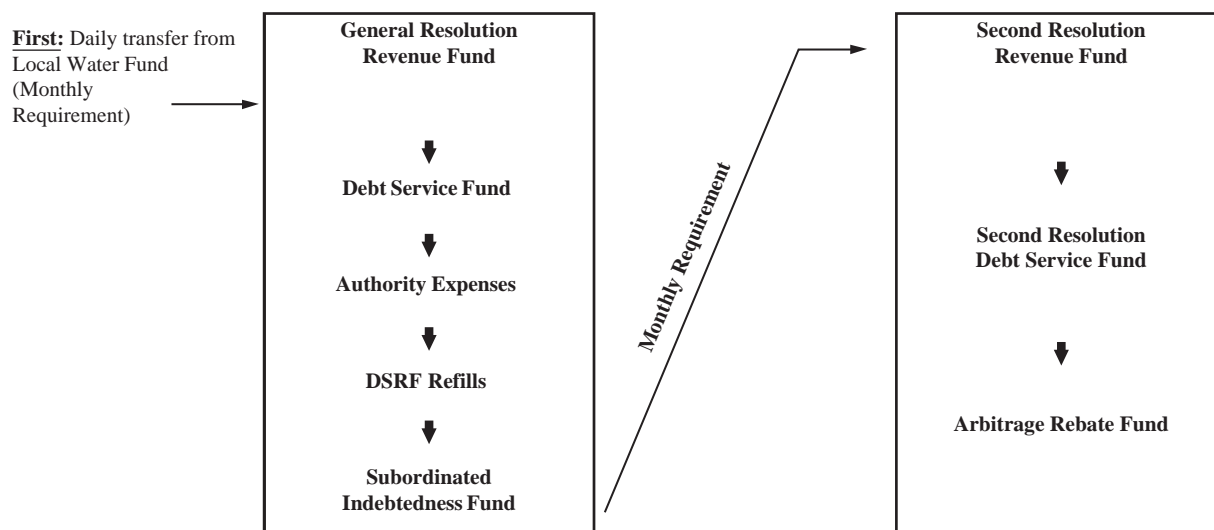 First: Daily transfer from
Local Water Fund
(Monthly
Requirement)
General Resolution
Revenue Fund
Debt Service Fund
Authority Expenses
DSRF Refills
Subordinated
Indebtedness Fund
Monthly Requirement
Second Resolution
Revenue Fund
Second Resolution
Debt Service Fund
Arbitrage Rebate Fund